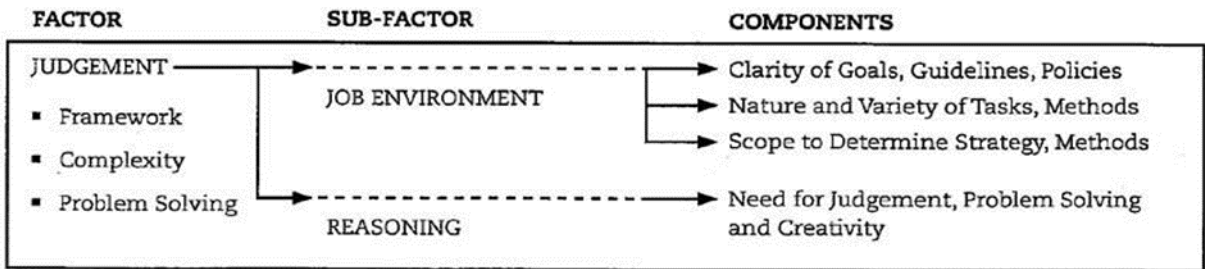 FACTOR SUB-FACTOR COMPONENTS
JUDGEMENT
▪ Framework
▪ Complexity
▪ Problem Solving
JOB ENVIRONMENT
REASONING
Clarity of Goals, Guidelines, Policies
Nature and Variety of Tasks, Methods
Scope to Determine Strategy, Methods
Need for Judgement, Problem Solving
and Creativity